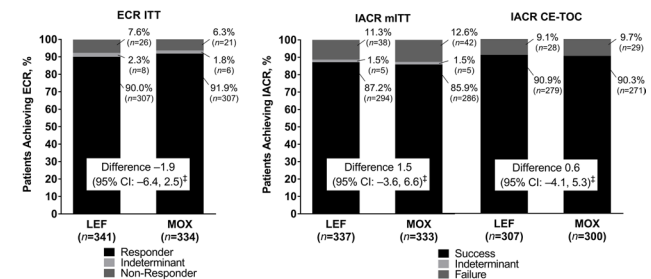 ECR ITT
Patients Achieving ECR, %
100
90
80
70
60
50
40
30
20
10
0
7.6%
(n=26)
2.3%
(n=8)
90.0%
(n=307)
6.3%
(n=21)
1.8%
(n=6)
91.9%
(n=307)
Difference –1.9
(95% CI: –6.4, 2.5)‡
LEF
(n=341)
MOX
(n=334)
Responder
Indeterminant
Non-Responder
IACR mITT
IACR CE-TOC
Patients Achieving IACR, %
100
90
80
70
60
50
40
30
20
10
0
11.3%
(n=38)
1.5%
(n=5)
87.2%
(n=294)
12.6%
(n=42)
1.5%
(n=5)
85.9%
(n=286)
9.1%
(n=28)
90.9%
(n=279)
9.7%
(n=29)
90.3%
(n=271)
Difference 1.5
(95% CI: –3.6, 6.6)‡
Difference 0.6
(95% CI: –4.1, 5.3)‡
LEF
(n=337)
MOX
(n=333)
LEF
(n=307)
MOX
(n=300)
Success
Indeterminant
Failure